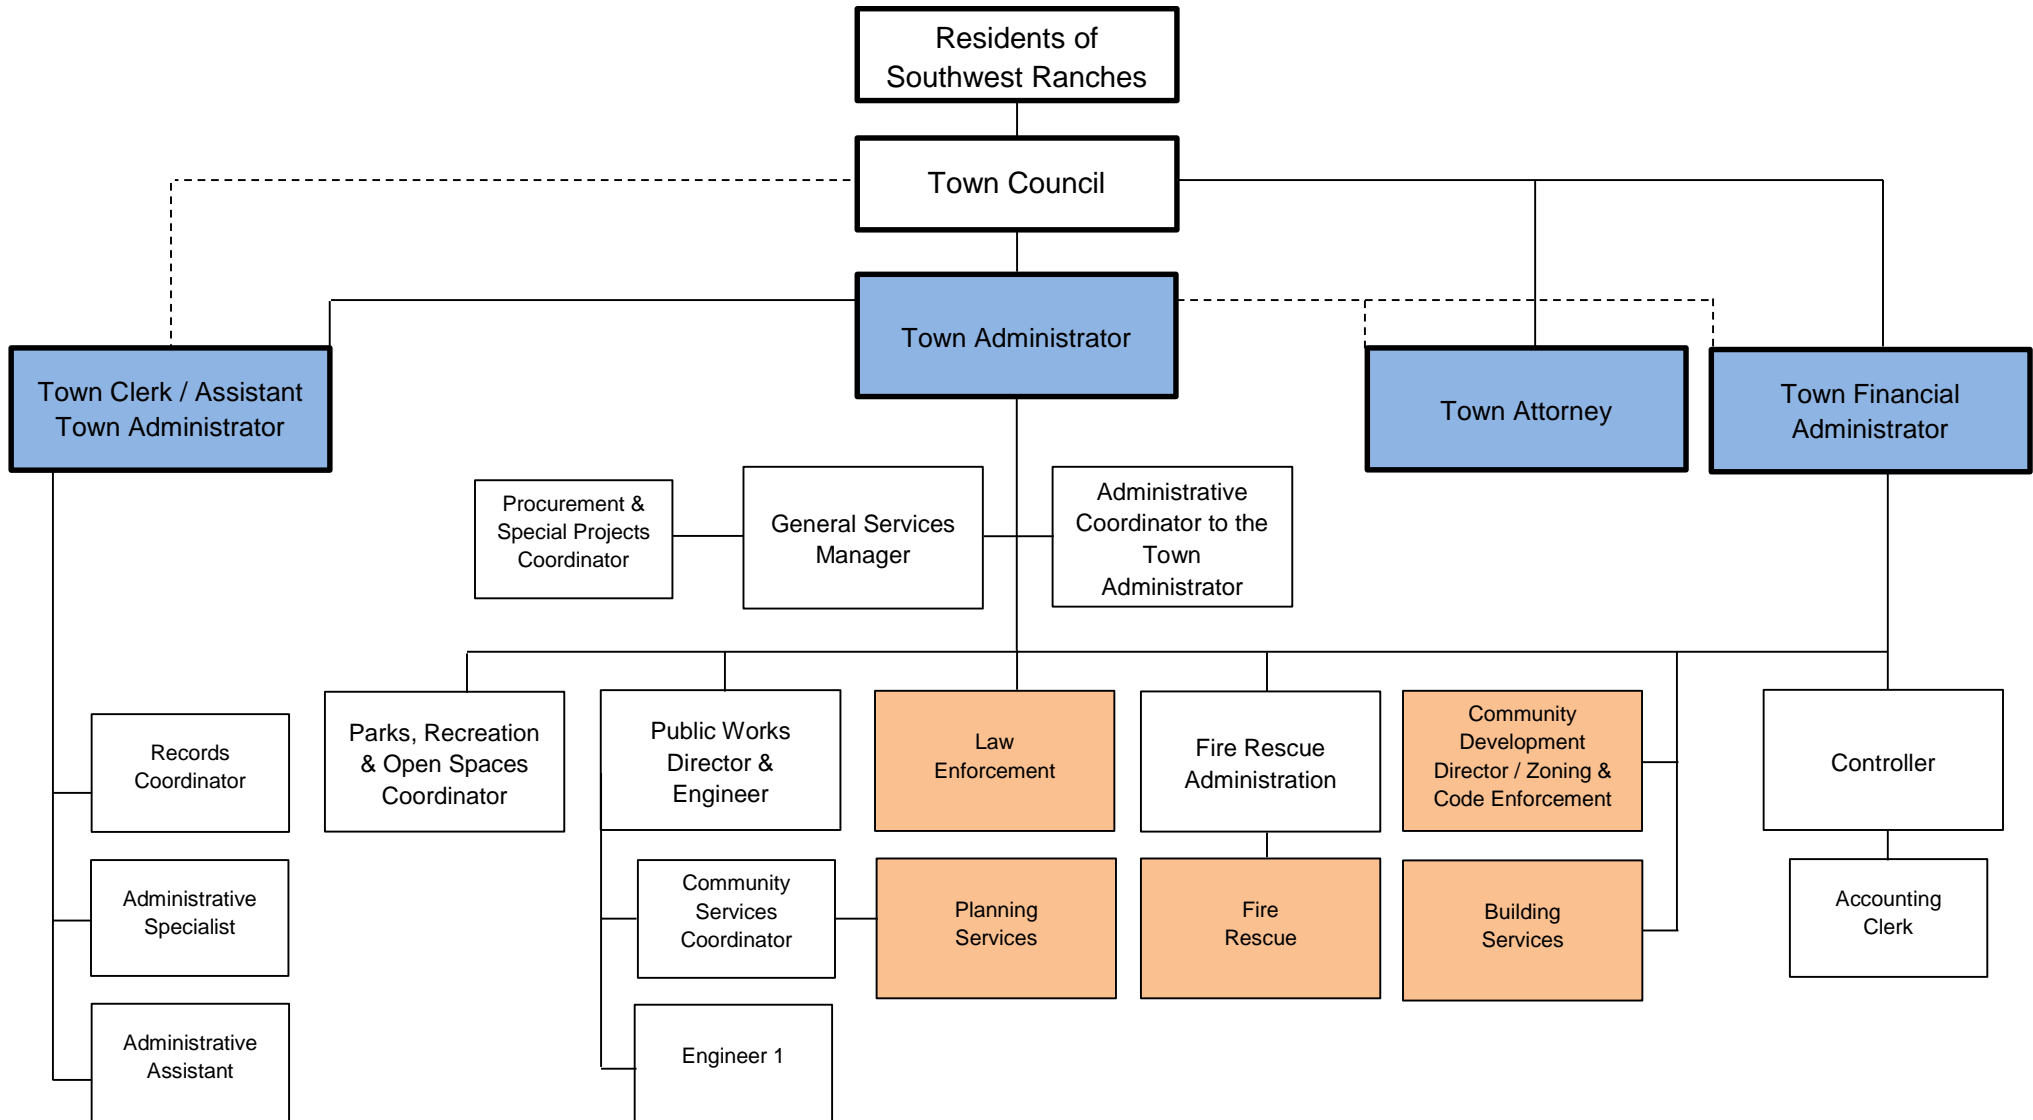 Residents of
Southwest Ranches
Town Council
Town Administrator
Town Clerk / Assistant
Town Administrator
Town Attorney
Town Financial
Administrator
Procurement &
Special Projects
Coordinator
General Services
Manager
Administrative
Coordinator to the
Town
Administrator
Parks, Recreation
& Open Spaces
Coordinator
Public Works
Director &
Engineer
Law
Enforcement
Fire Rescue
Administration
Community
Development
Director / Zoning &
Code Enforcement
Controller
Records
Coordinator
Administrative
Specialist
Community
Services
Coordinator
Planning
Services
Fire
Rescue
Building
Services
Accounting
Clerk
Administrative
Assistant
Engineer 1